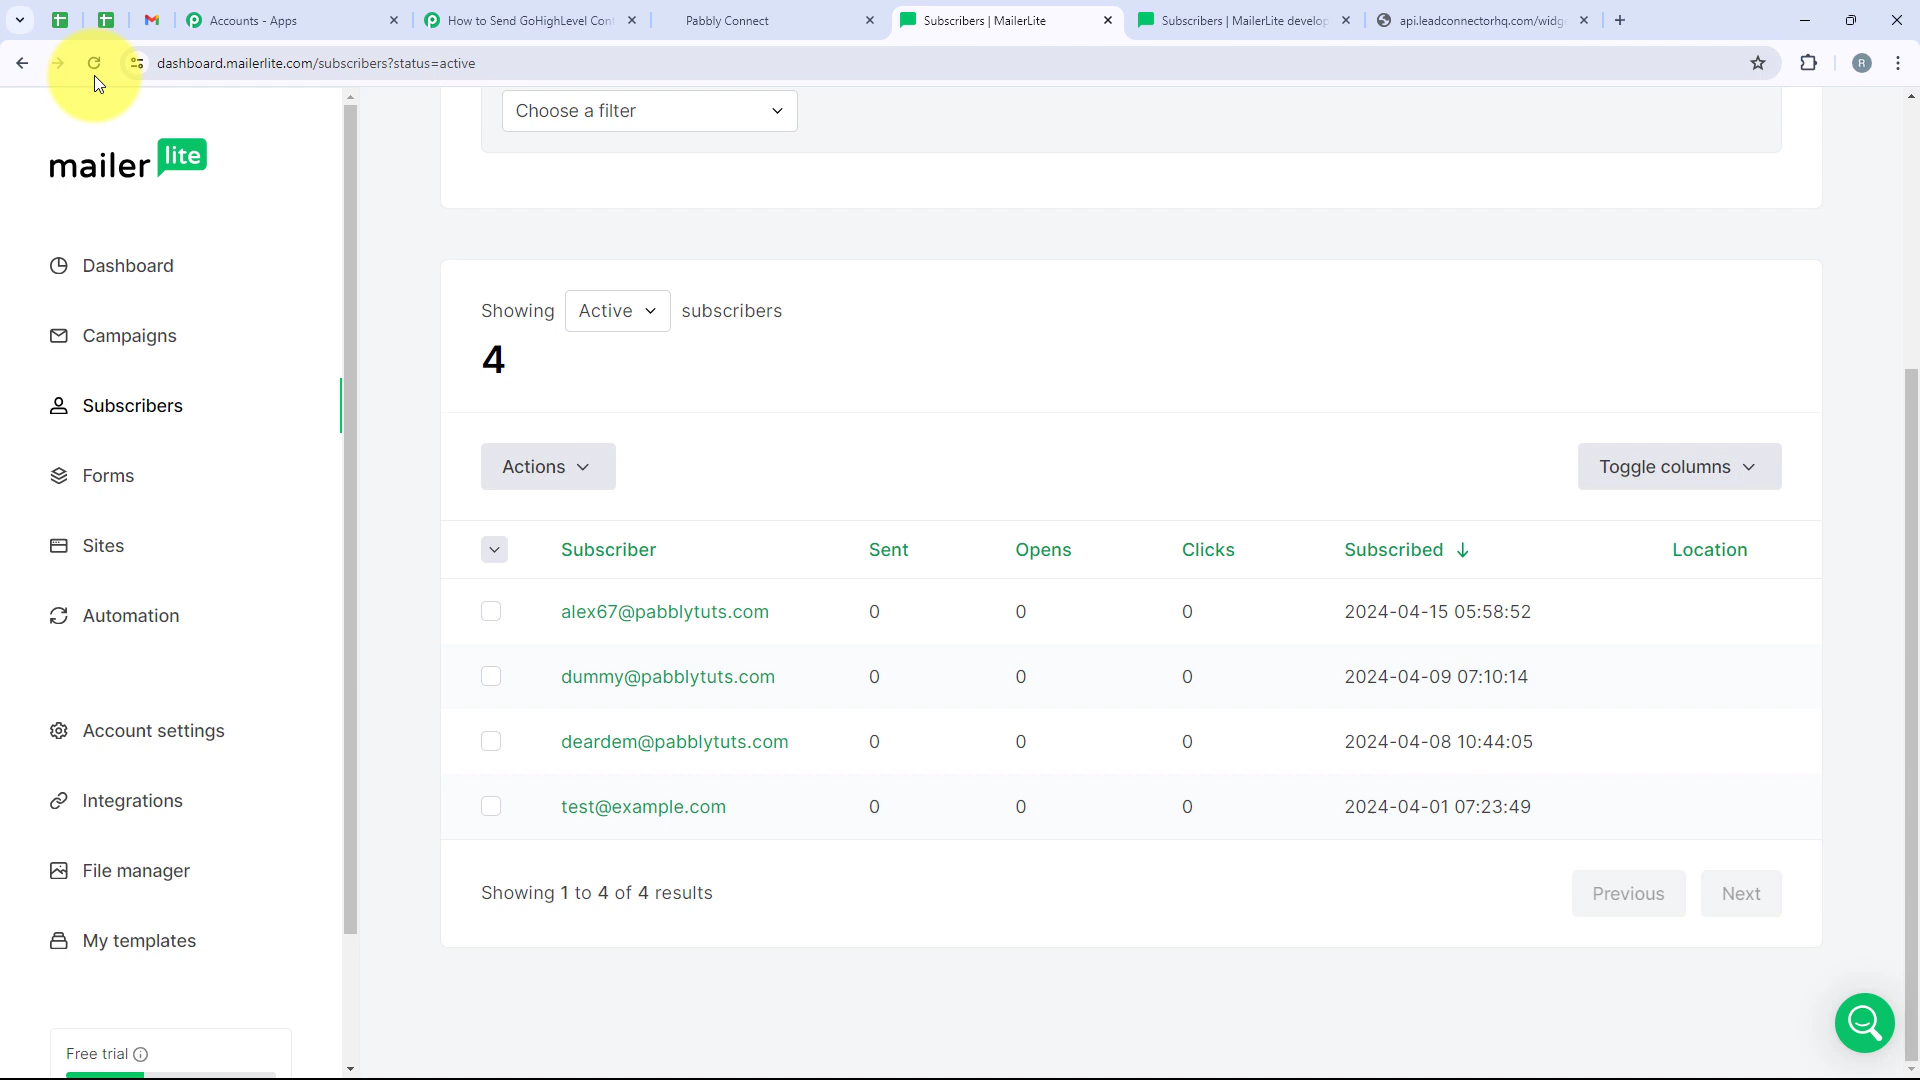 Accounts - Apps
How to Send GoHighLevel Con
Pabbly Connect
Subscribers | MailerLite
Subscribers | MailerLite develop
api.leadconnectorhq.com/widg
dashboard.mailerlite.com/subscribers?status=active
R
mailer lite
Dashboard
Campaigns
Subscribers
Forms
Sites
Automation
Account settings
Integrations
File manager
My templates
Free trial
Choose a filter
Showing Active subscribers
4
Actions
Toggle columns
Subscriber Sent Opens Clicks Subscribed Location
alex67@pabblytuts.com 0 0 0 2024-04-15 05:58:52
dummy@pabblytuts.com 0 0 0 2024-04-09 07:10:14
deardem@pabblytuts.com 0 0 0 2024-04-08 10:44:05
test@example.com 0 0 0 2024-04-01 07:23:49
Showing 1 to 4 of 4 results
Previous Next